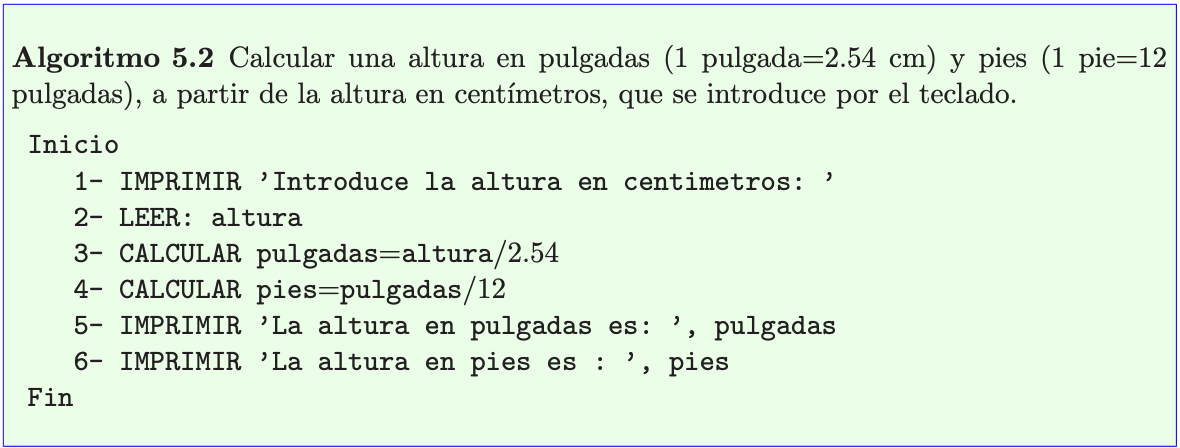 Algoritmo 5.2 Calcular una altura en pulgadas (1 pulgada=2.54 cm) y pies (1 pie=12
pulgadas), a partir de la altura en centímetros, que se introduce por el teclado.
Inicio
1- IMPRIMIR ’Introduce la altura en centimetros: ’
2- LEER: altura
3- CALCULAR pulgadas=altura/2.54
4- CALCULAR pies=pulgadas/12
5- IMPRIMIR ’La altura en pulgadas es: ’, pulgadas
6- IMPRIMIR ’La altura en pies es : ’, pies
Fin